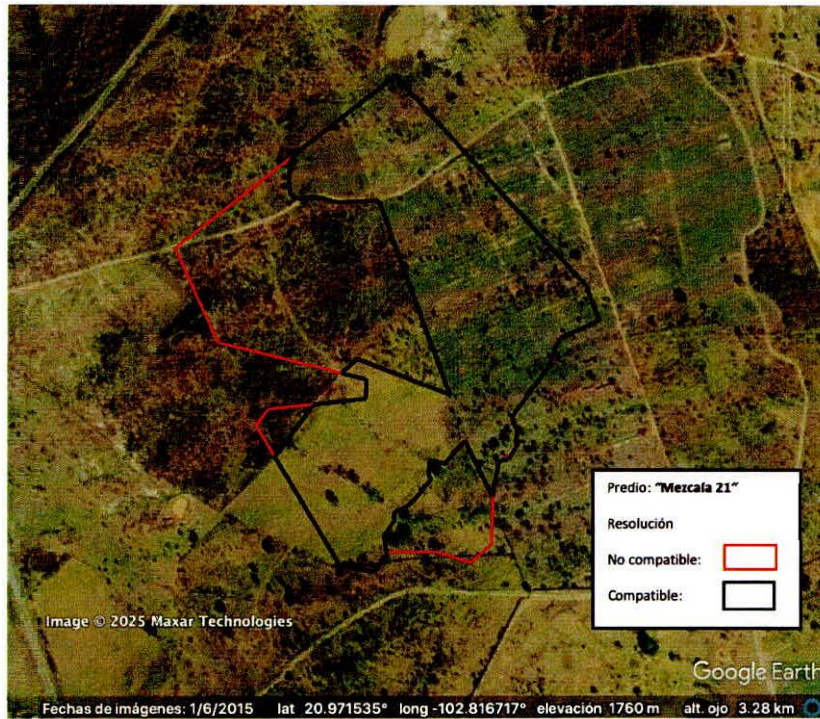 Predio: "Mezcala 21"
Resolución
No compatible:
Compatible:
Image © 2025 Maxar Technologies
Google Earth
Fechas de imágenes: 1/6/2015 lat 20.971535° long -102.816717° elevación 1760 m alt. ojo 3.28 km